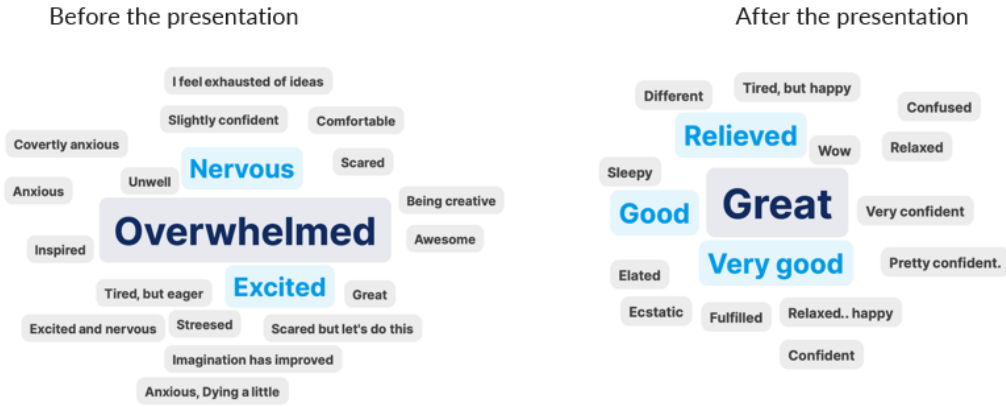 Before the presentation
I feel exhausted of ideas
Slightly confident
Comfortable
Covertly anxious
Nervous
Scared
Unwell
Anxious
Being creative
Overwhelmed
Awesome
Inspired
Excited
Tired, but eager
Great
Excited and nervous
Streesed
Scared but let's do this
Imagination has improved
Anxious, Dying a little
After the presentation
Tired, but happy
Different
Confused
Relieved
Wow
Relaxed
Sleepy
Good
Great
Very confident
Very good
Pretty confident.
Elated
Ecstatic
Fulfilled
Relaxed.. happy
Confident